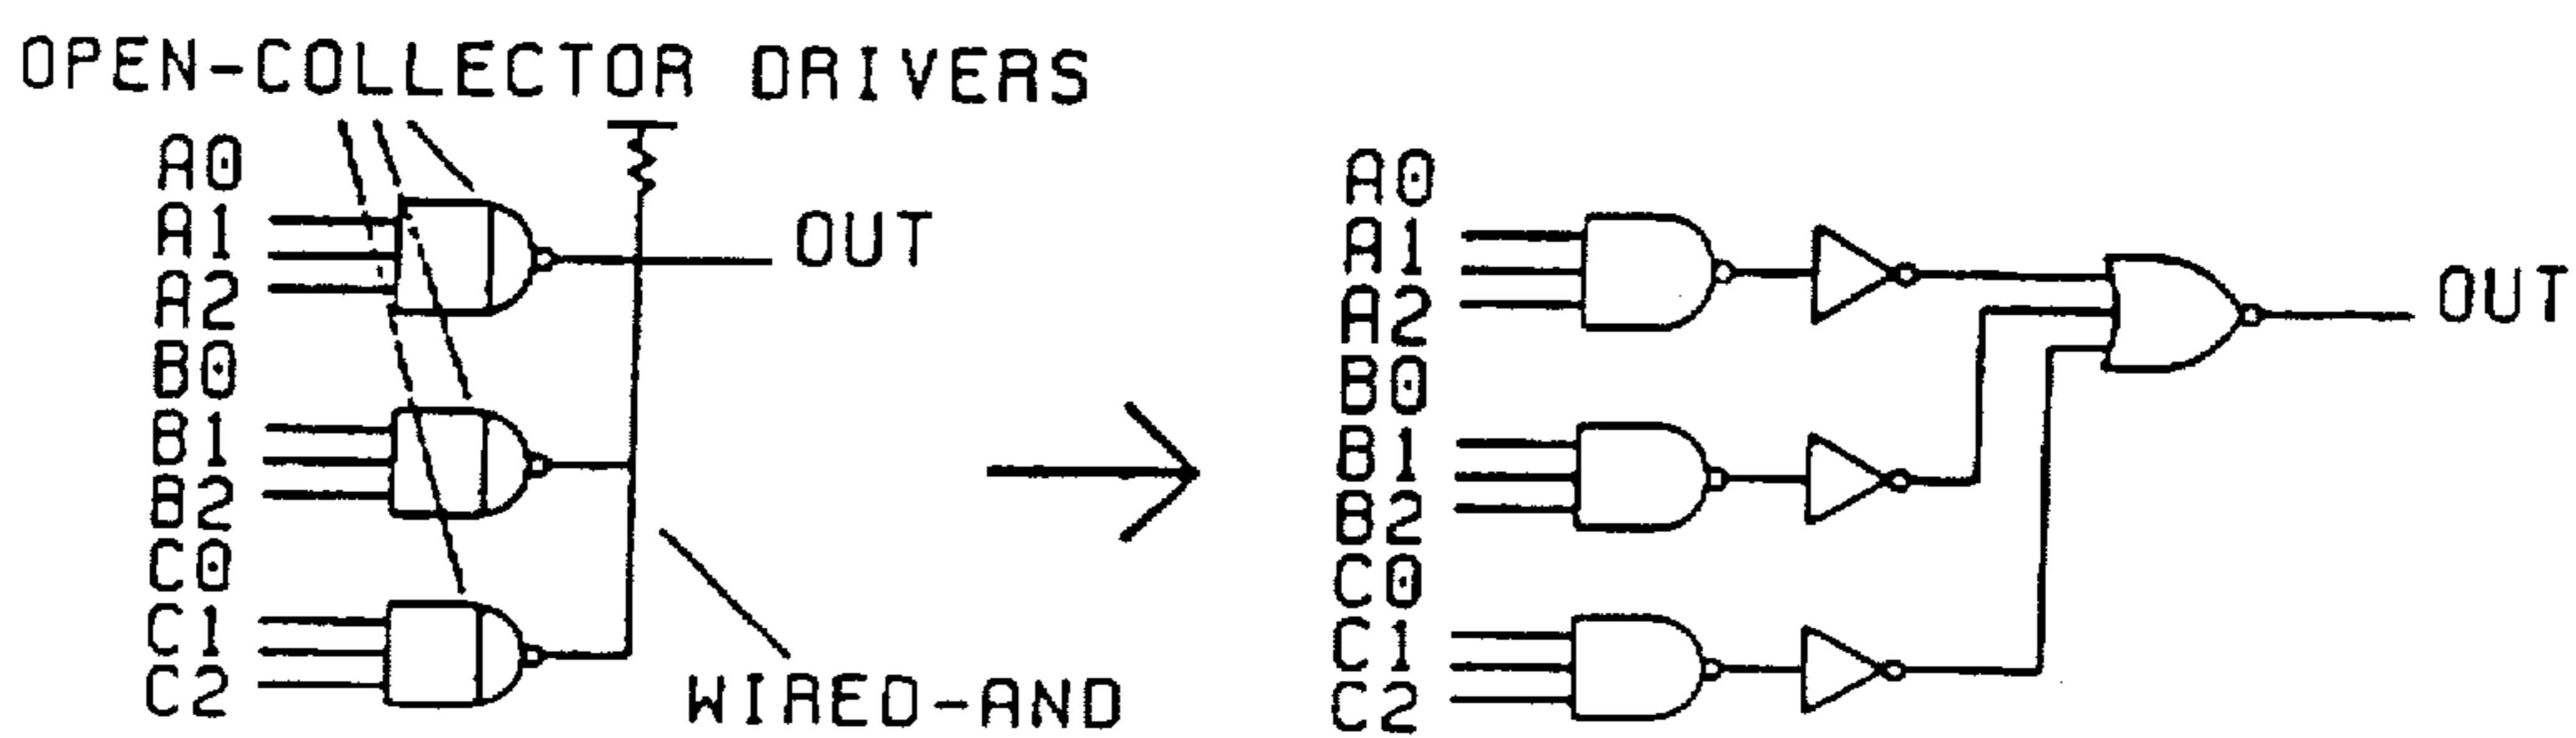 OPEN-COLLECTOR DRIVERS
A0
A1
A2
B0
B1
B2
C0
C1
C2
OUT
WIRED-AND
A0
A1
A2
B0
B1
B2
C0
C1
C2
OUT